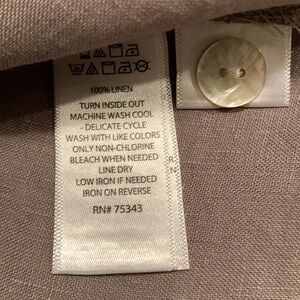 100% LINEN
TURN INSIDE OUT
MACHINE WASH COOL
- DELICATE CYCLE
WASH WITH LIKE COLORS
ONLY NON-CHLORINE
BLEACH WHEN NEEDED
LINE DRY
LOW IRON IF NEEDED
IRON ON REVERSE
RN# 75343